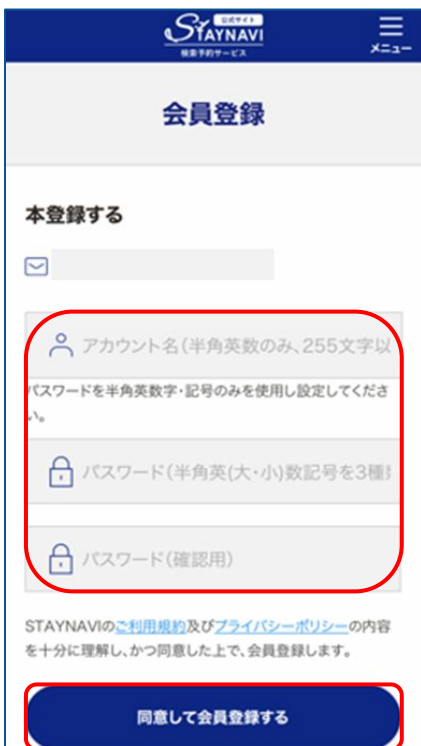 公式サイト
STAYNAVI
検索予約サービス
メニュー
会員登録
本登録する
アカウント名(半角英数のみ、255文字以
パスワードを半角英数字・記号のみを使用し設定してくださ
い。
パスワード(半角英(大・小)数記号を3種
パスワード(確認用)
STAYNAVIのご利用規約及びプライバシーポリシーの内容
を十分に理解し、かつ同意した上で、会員登録します。
同意して会員登録する